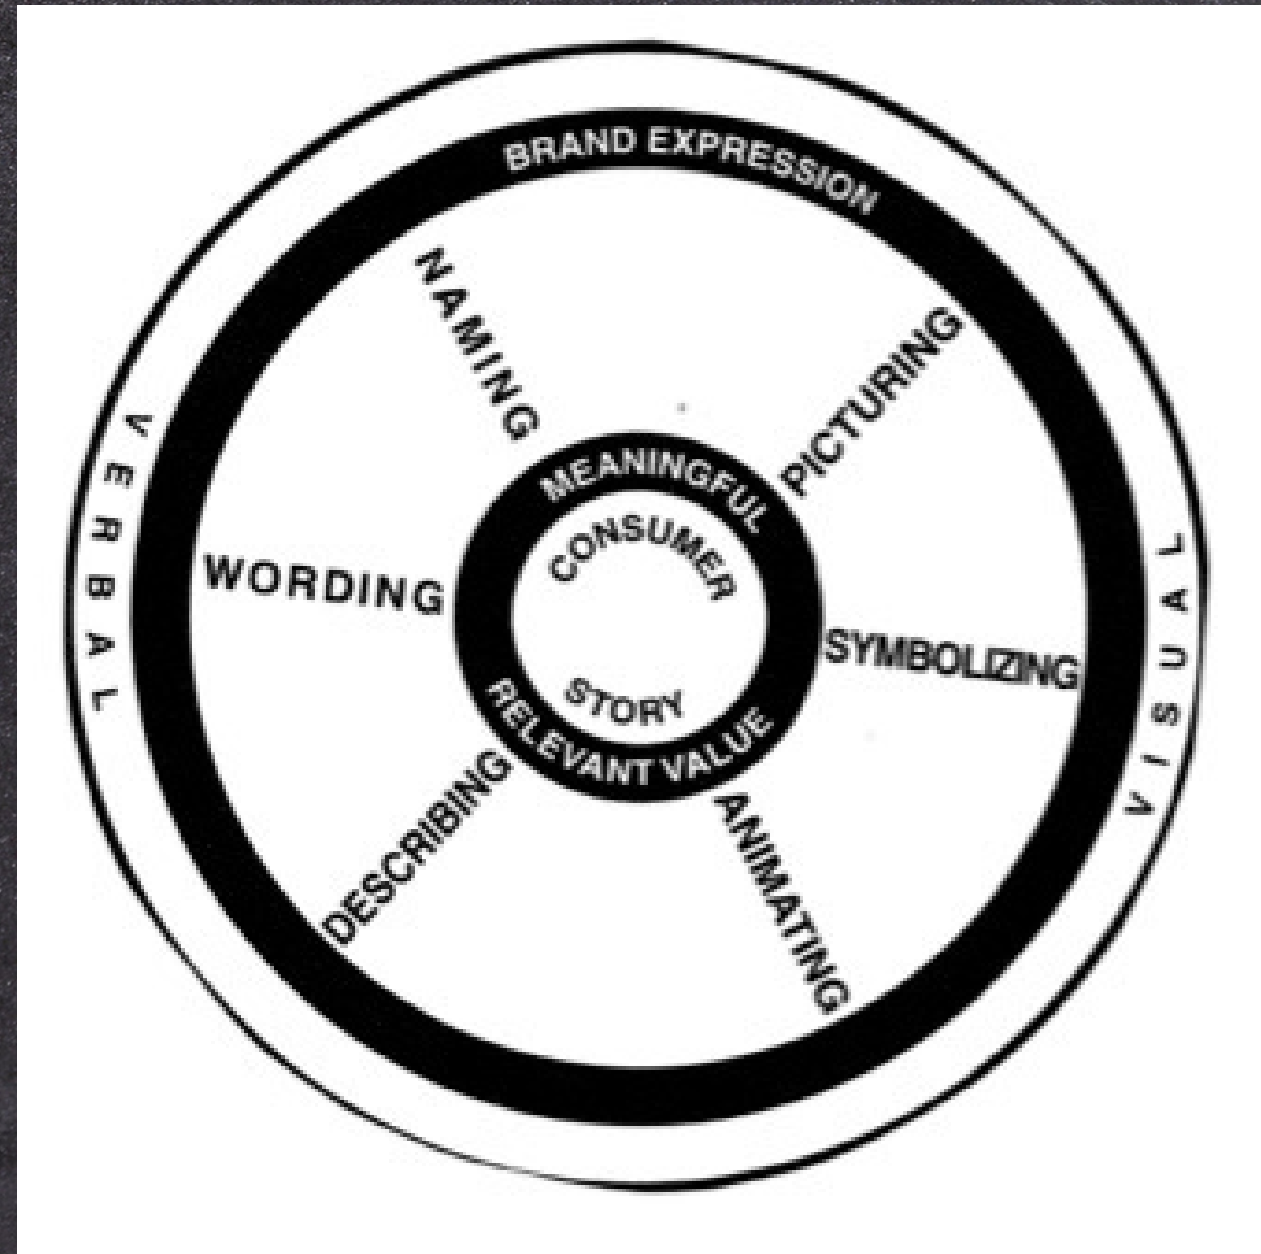 BRAND EXPRESSION
NAMING
PICTURING
VERBAL
WORDING
MEANINGFUL
CONSUMER
STORY
RELEVANT VALUE
SYMBOLIZING
VISUAL
DESCRIBING
ANIMATING